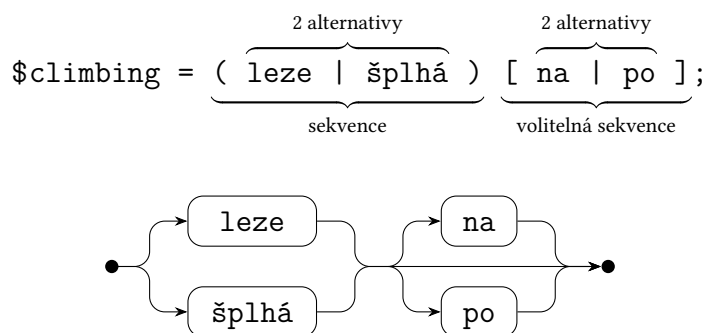 2 alternativy 2 alternativy
$climbing = ( leze | šplhá ) [ na | po ];
sekvence volitelná sekvence
leze na
šplhá po